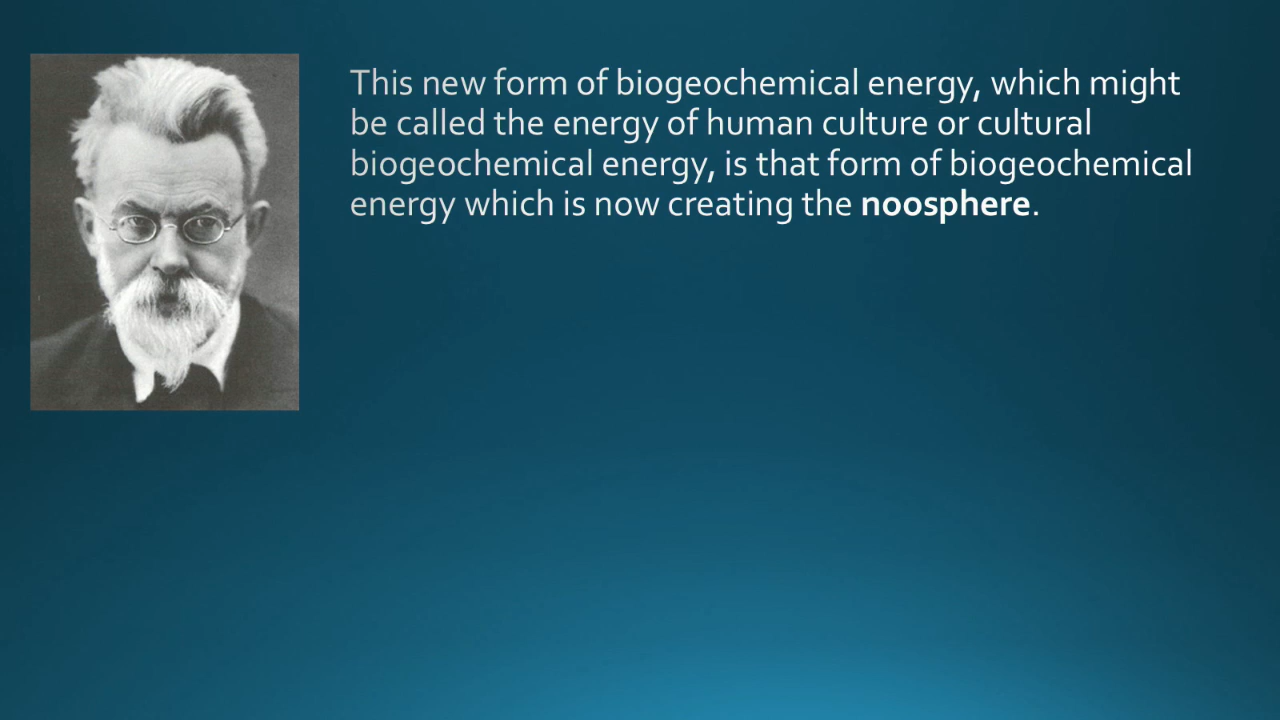 This new form of biogeochemical energy, which might
be called the energy of human culture or cultural
biogeochemical energy, is that form of biogeochemical
energy which is now creating the noosphere.